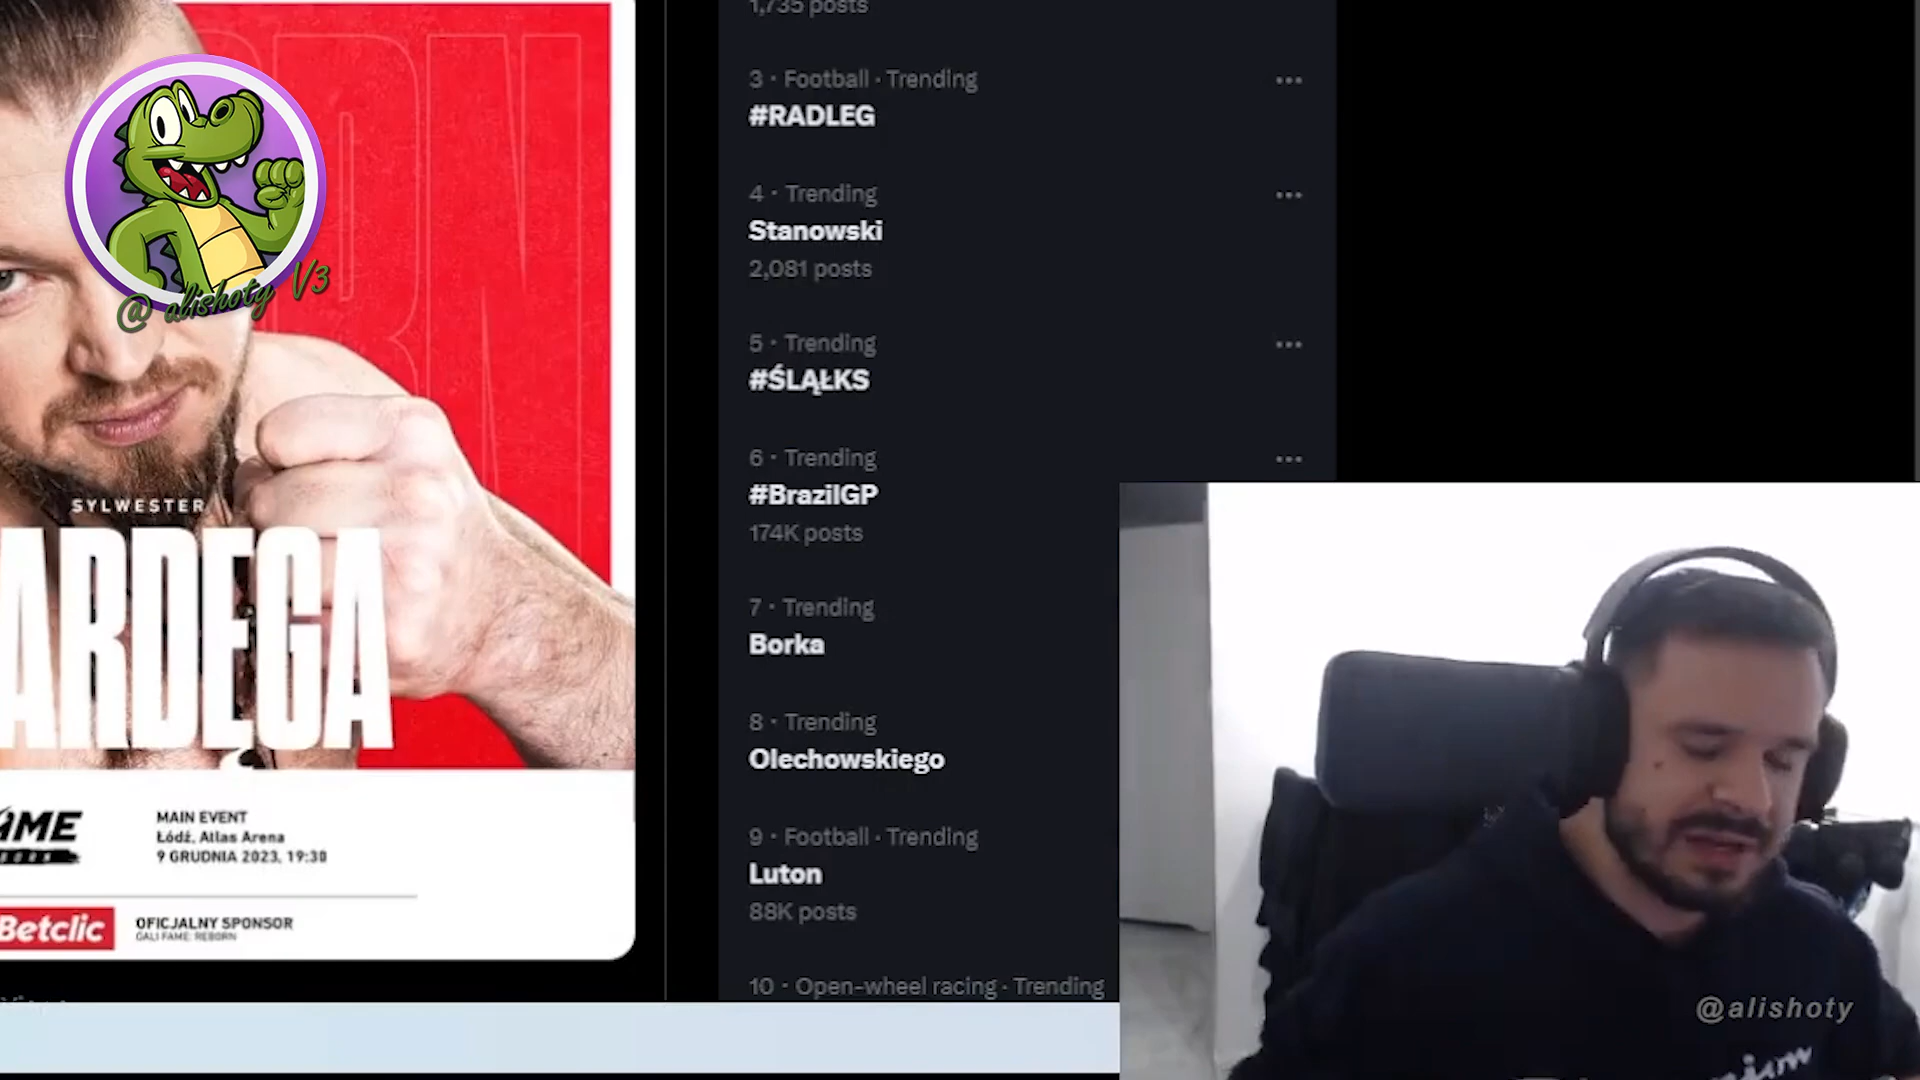 @alishoty V3
SYLWESTER
ARDĘGA
AME
MAIN EVENT
Łódź, Atlas Arena
9 GRUDNIA 2023, 19:30
Betclic
OFICJALNY SPONSOR
GALI FAME: REBORN
1,735 posts
3 · Football · Trending
#RADLEG
4 · Trending
Stanowski
2,081 posts
5 · Trending
#ŚLĄŁKS
6 · Trending
#BrazilGP
174K posts
7 · Trending
Borka
8 · Trending
Olechowskiego
9 · Football · Trending
Luton
88K posts
10 · Open-wheel racing · Trending
@alishoty